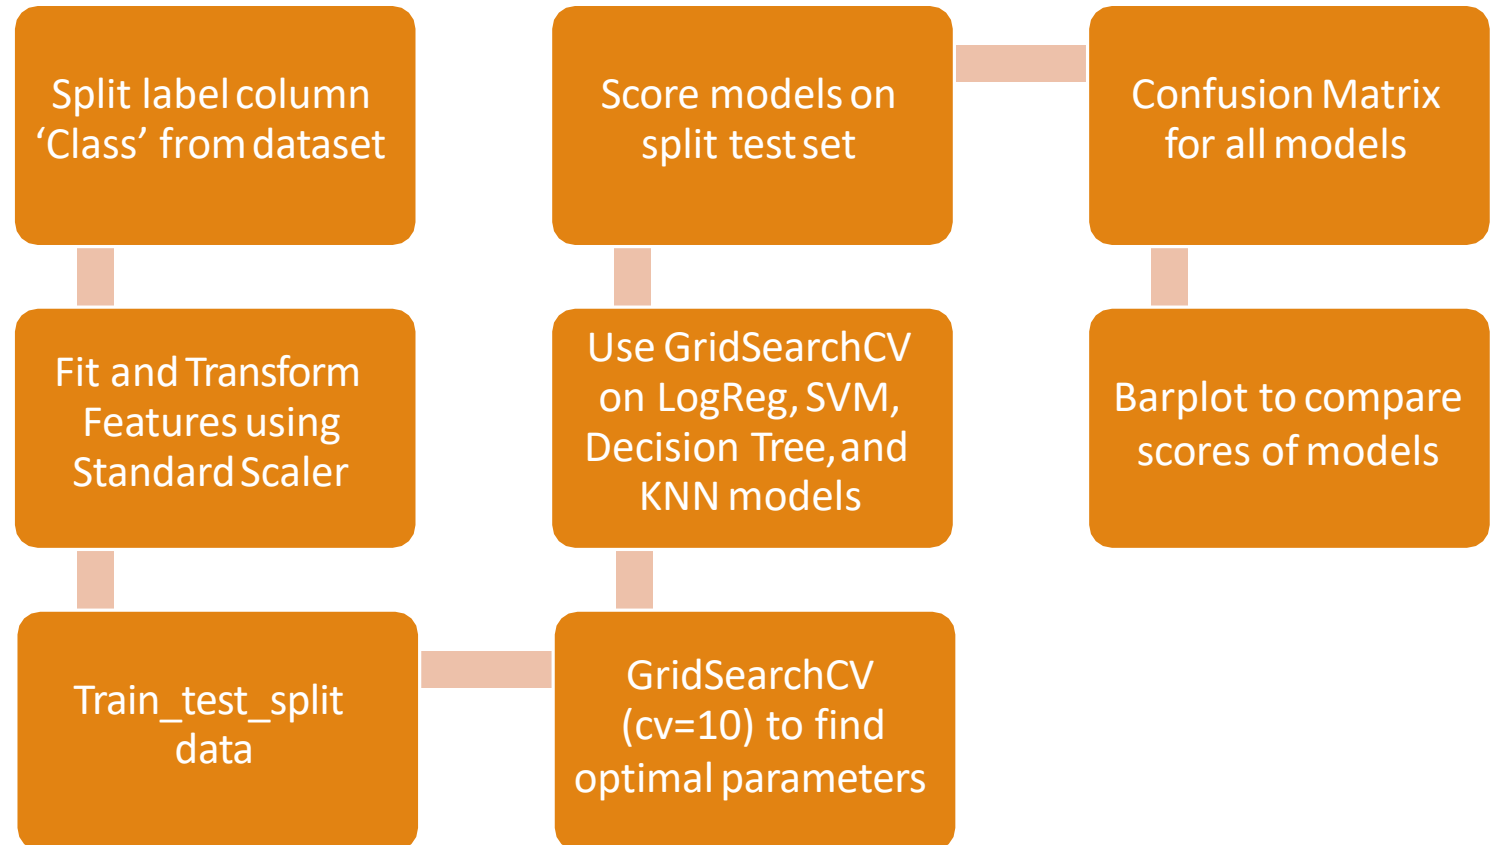 Split label column
‘Class’ from dataset
Fit and Transform
Features using
Standard Scaler
Train_test_split
data
GridSearchCV
(cv=10) to find
optimal parameters
Use GridSearchCV
on LogReg, SVM,
Decision Tree, and
KNN models
Score models on
split test set
Confusion Matrix
for all models
Barplot to compare
scores of models